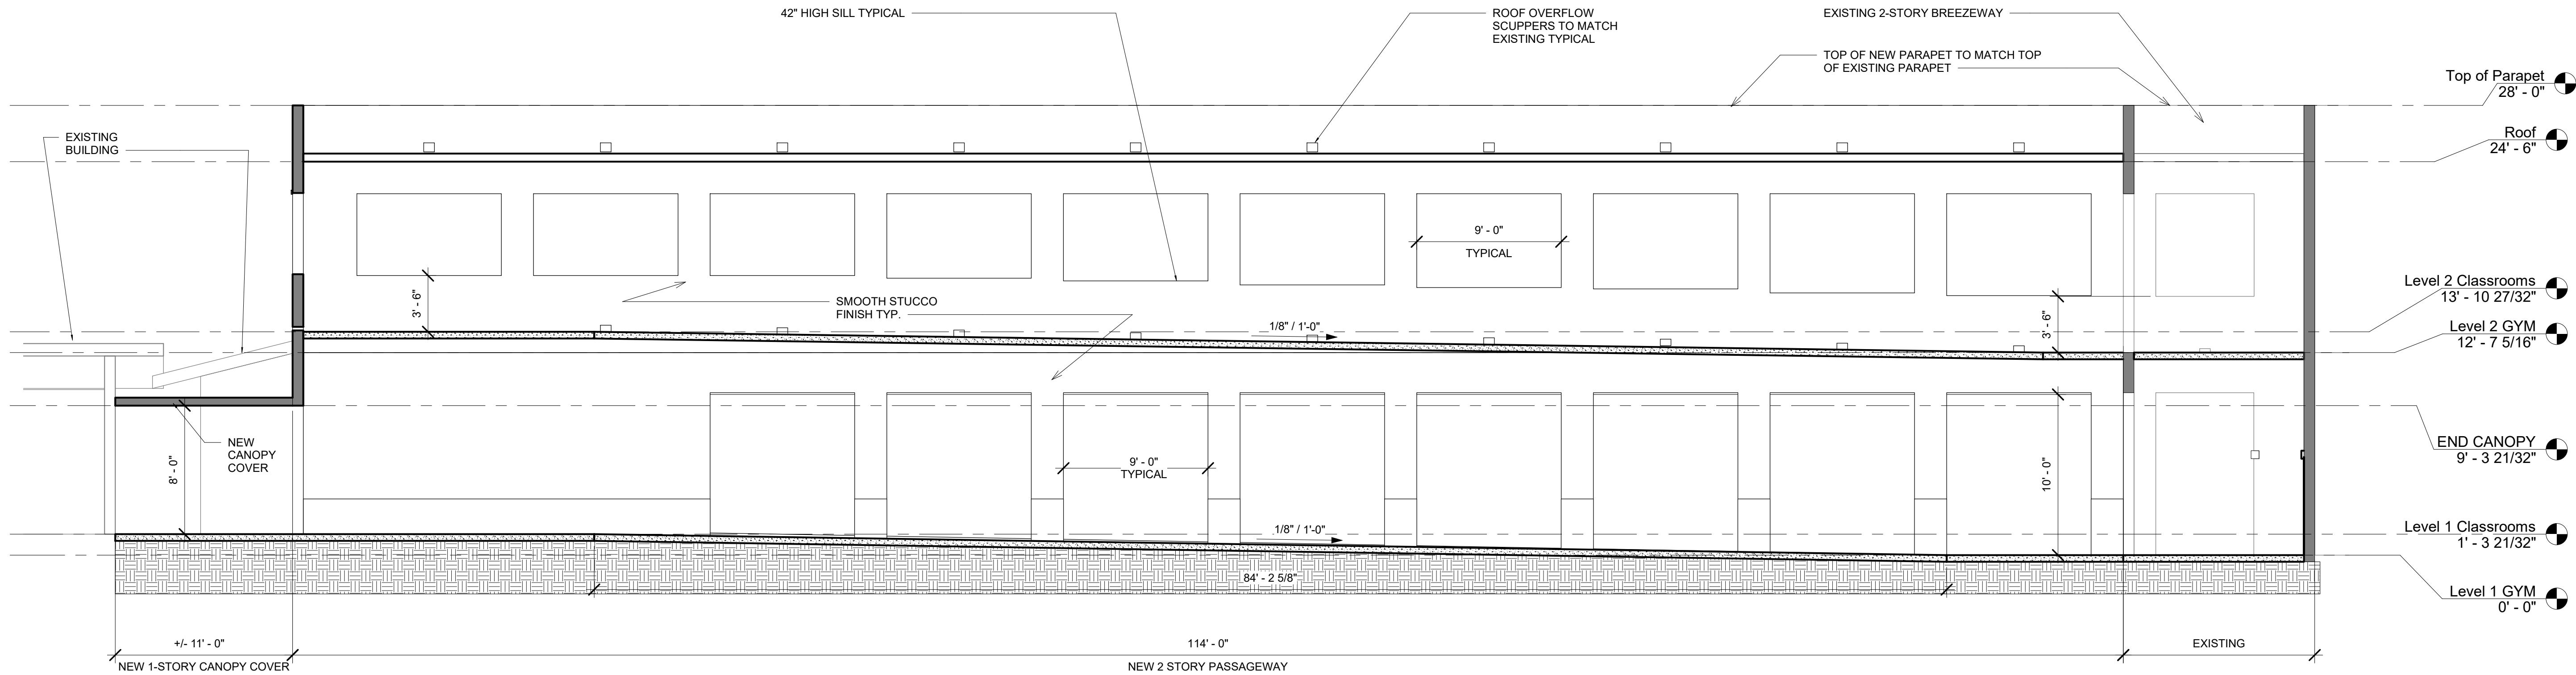 42" HIGH SILL TYPICAL
ROOF OVERFLOW
SCUPPERS TO MATCH
EXISTING TYPICAL
EXISTING 2-STORY BREEZEWAY
TOP OF NEW PARAPET TO MATCH TOP
OF EXISTING PARAPET
Top of Parapet
28' - 0"
EXISTING
BUILDING
Roof
24' - 6"
9' - 0"
TYPICAL
3' - 6"
SMOOTH STUCCO
FINISH TYP.
1/8" / 1'-0"
3' - 6"
Level 2 Classrooms
13' - 10 27/32"
Level 2 GYM
12' - 7 5/16"
NEW
CANOPY
COVER
8' - 0"
9' - 0"
TYPICAL
10' - 0"
END CANOPY
9' - 3 21/32"
1/8" / 1'-0"
Level 1 Classrooms
1' - 3 21/32"
84' - 2 5/8"
Level 1 GYM
0' - 0"
+/- 11' - 0"
NEW 1-STORY CANOPY COVER
114' - 0"
NEW 2 STORY PASSAGEWAY
EXISTING